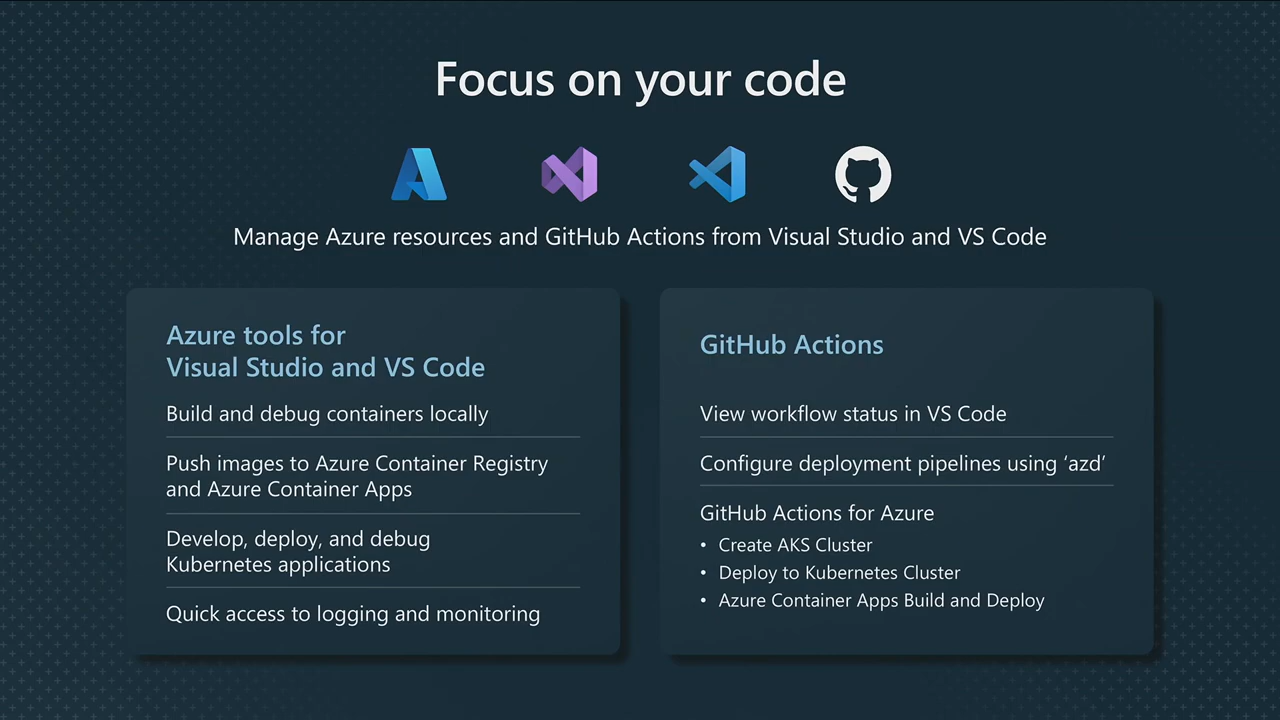 Focus on your code
Manage Azure resources and GitHub Actions from Visual Studio and VS Code
Azure tools for
Visual Studio and VS Code
Build and debug containers locally
Push images to Azure Container Registry
and Azure Container Apps
Develop, deploy, and debug
Kubernetes applications
Quick access to logging and monitoring
GitHub Actions
View workflow status in VS Code
Configure deployment pipelines using ‘azd’
GitHub Actions for Azure
• Create AKS Cluster
• Deploy to Kubernetes Cluster
• Azure Container Apps Build and Deploy